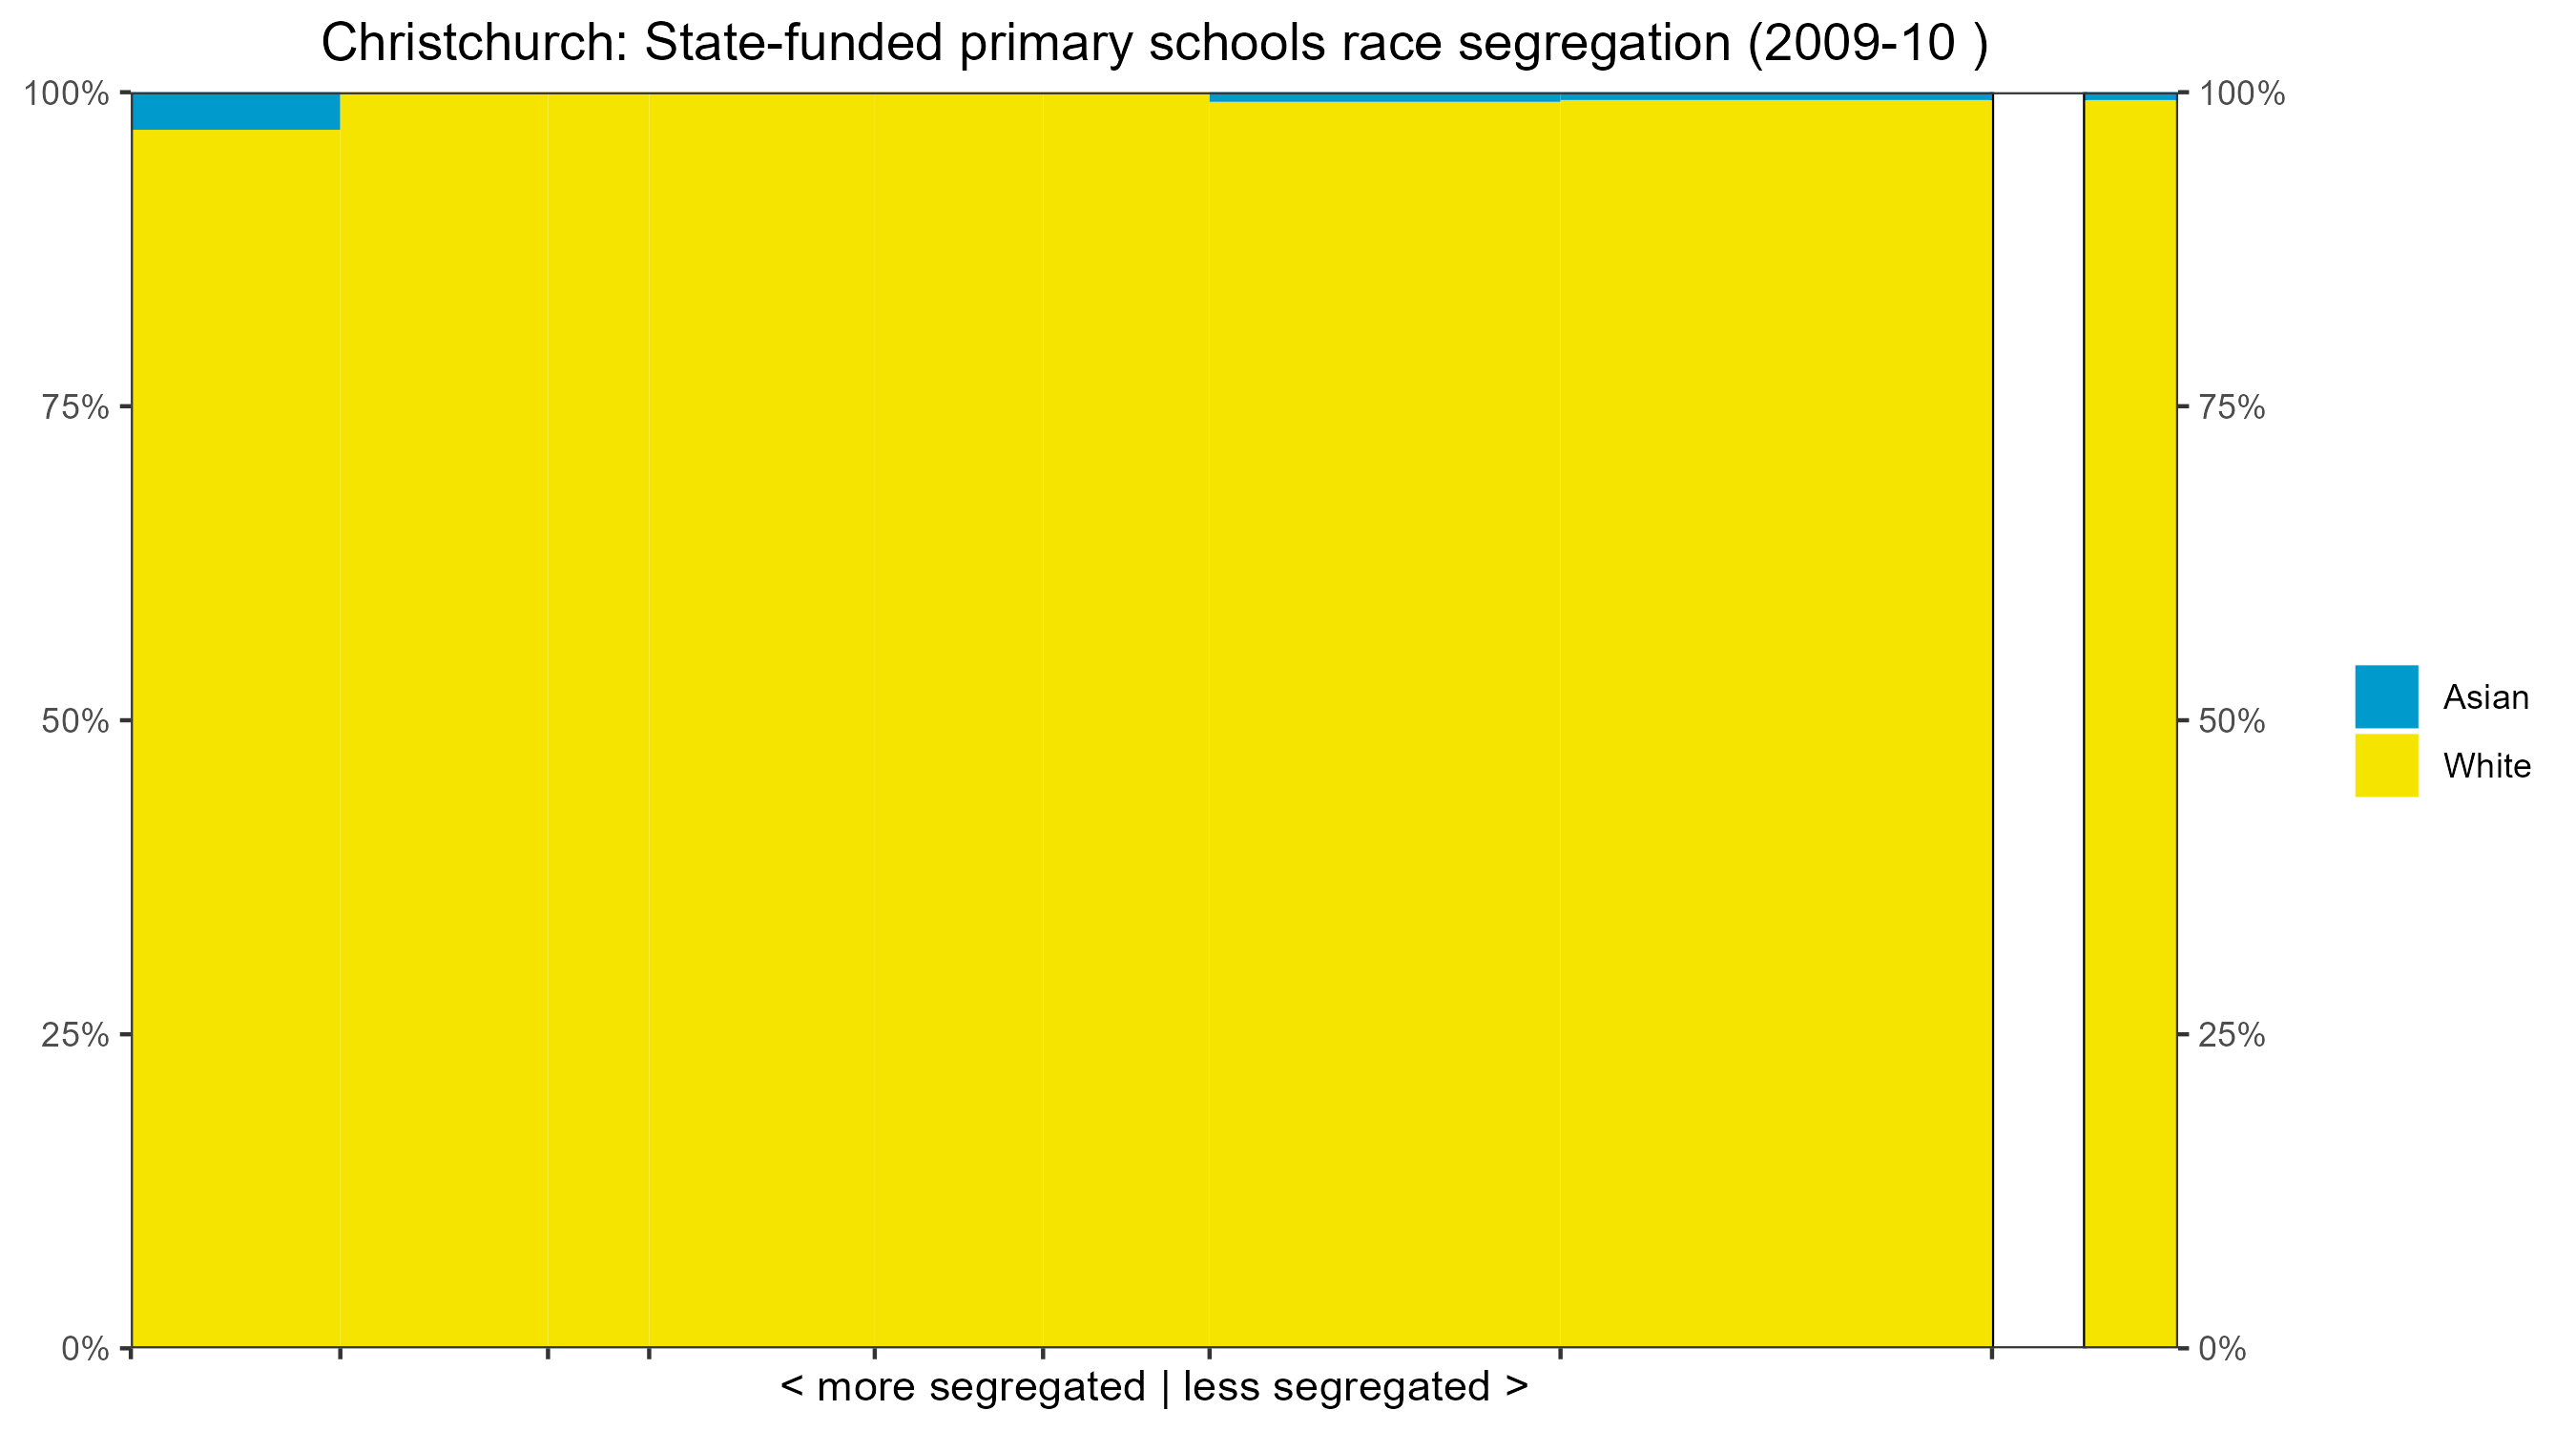 Christchurch: State-funded primary schools race segregation (2009-10 )
100%
75%
50%
25%
0%
100%
75%
50%
25%
0%
Asian
White
< more segregated | less segregated >